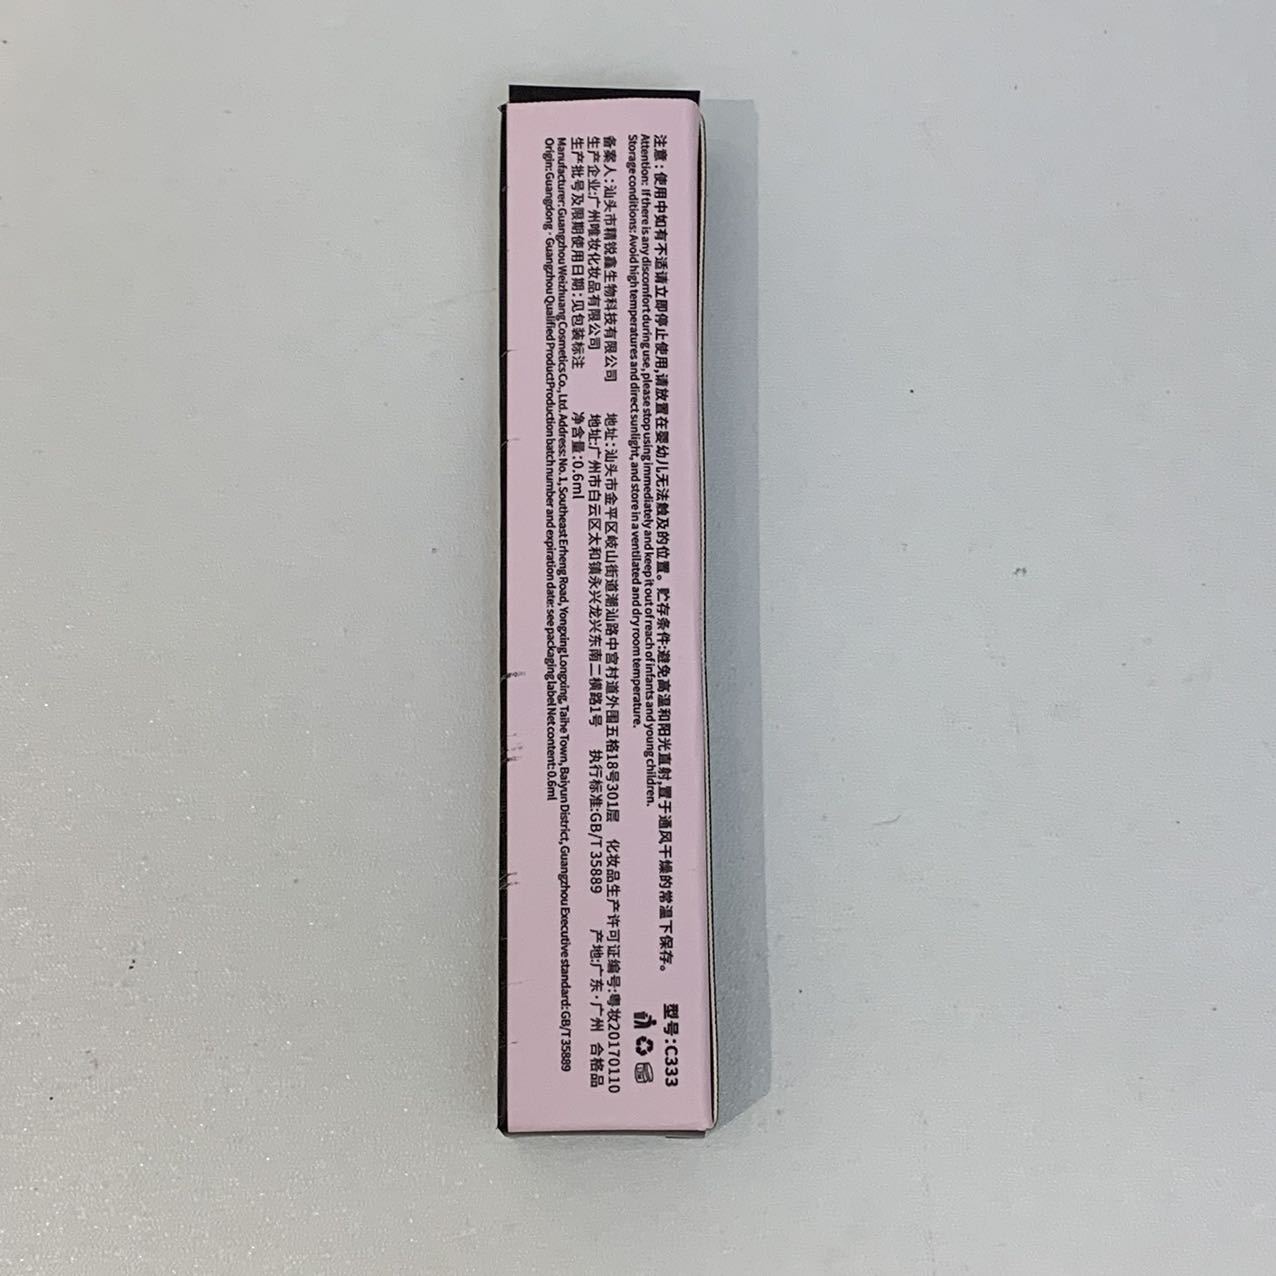 注意：使用中如有不适请立即停止使用,请放置在婴幼儿无法触及的位置。贮存条件:避免高温和阳光直射,置于通风干燥的常温下保存。
型号:C333
Attention: If there is any discomfort during use, please stop using immediately and keep it out of reach of infants and young children.
Storage conditions: Avoid high temperatures and direct sunlight, and store in a ventilated and dry room temperature.
备案人:汕头市精锐鑫生物科技有限公司 地址:汕头市金平区岐山街道潮汕路中宫村道外围五格18号301层 化妆品生产许可证编号:粤妆20170110
生产企业:广州唯妆化妆品有限公司 地址:广州市白云区太和镇永兴龙兴东南二横路1号 执行标准:GB/T 35889 产地:广东·广州 合格品
生产批号及限期使用日期:见包装标注 净含量:0.6ml
Manufacturer: Guangzhou Weizhuang Cosmetics Co., Ltd. Address: No. 1, Southeast Erheng Road, Yongxing Longxing, Taihe Town, Baiyun District, Guangzhou Executive standard: GB/T 35889
Origin: Guangdong · Guangzhou Qualified ProductProduction batch number and expiration date: see packaging label Net content: 0.6ml